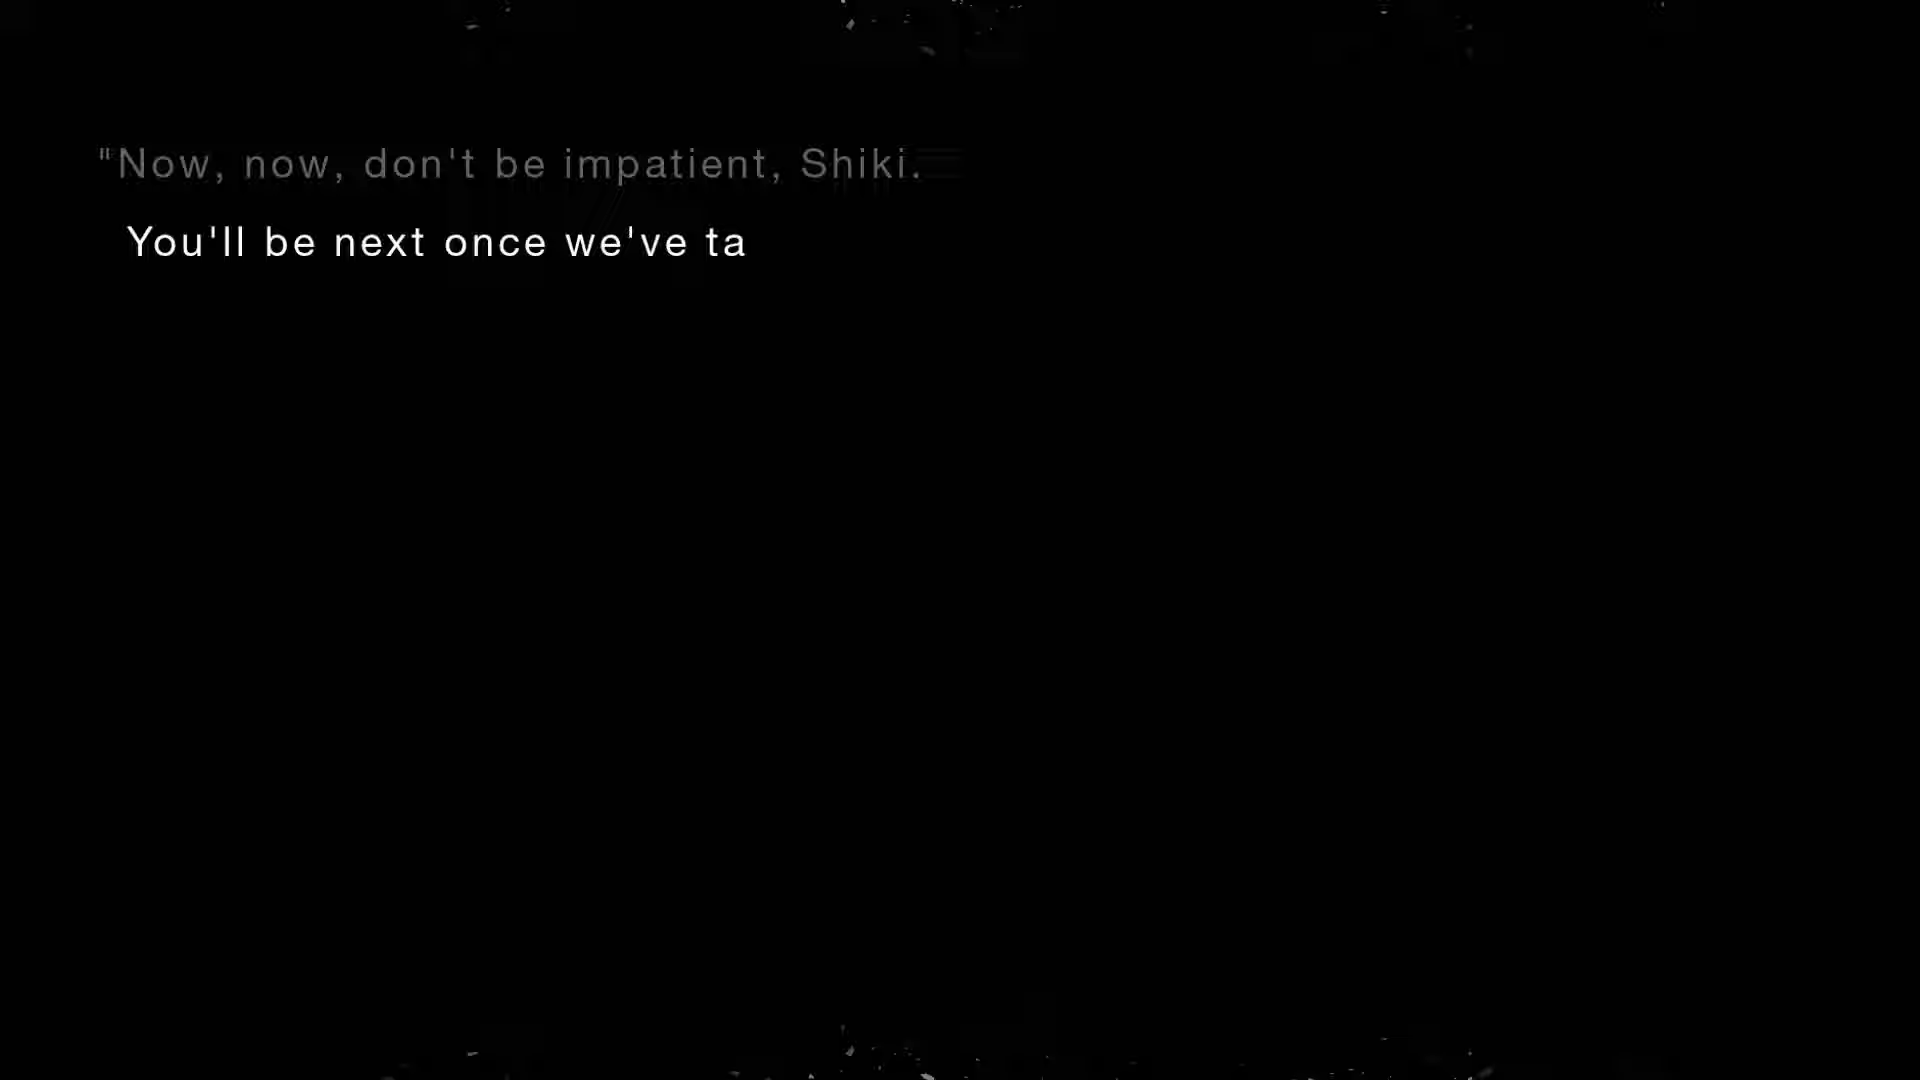 "Now, now, don't be impatient, Shiki.
You'll be next once we've ta